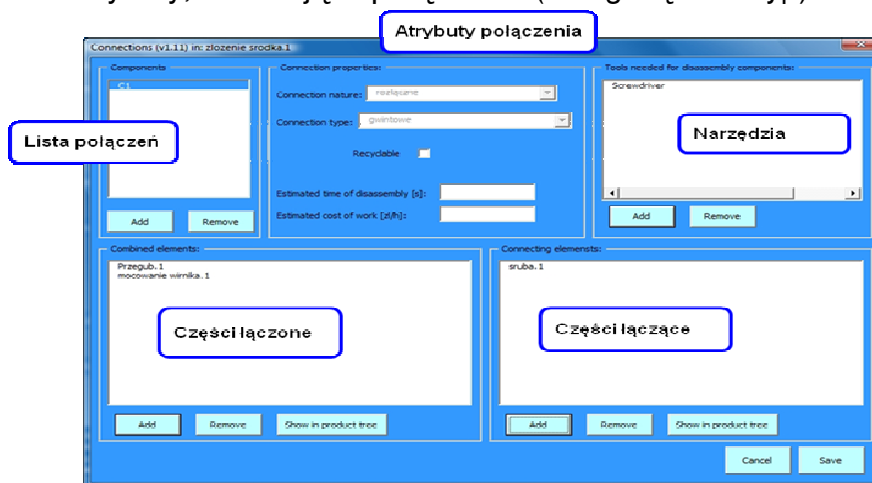 Atrybuty połączenia
Connections (v1.11) in: zlozenie srodka.1
Components
C1
Lista połączeń
Add
Remove
Connection properties:
Connection nature:
rozłączne
Connection type:
gwintowe
Recyclable
Estimated time of disassembly [s]:
Estimated cost of work [zł/h]:
Tools needed for disassembly components:
Screwdriver
Narzędzia
Add
Remove
Combined elements:
Przegub.1
mocowanie wirnika.1
Części łączone
Add
Remove
Show in product tree
Connecting elemensts:
sruba.1
Części łączące
Add
Remove
Show in product tree
Cancel
Save